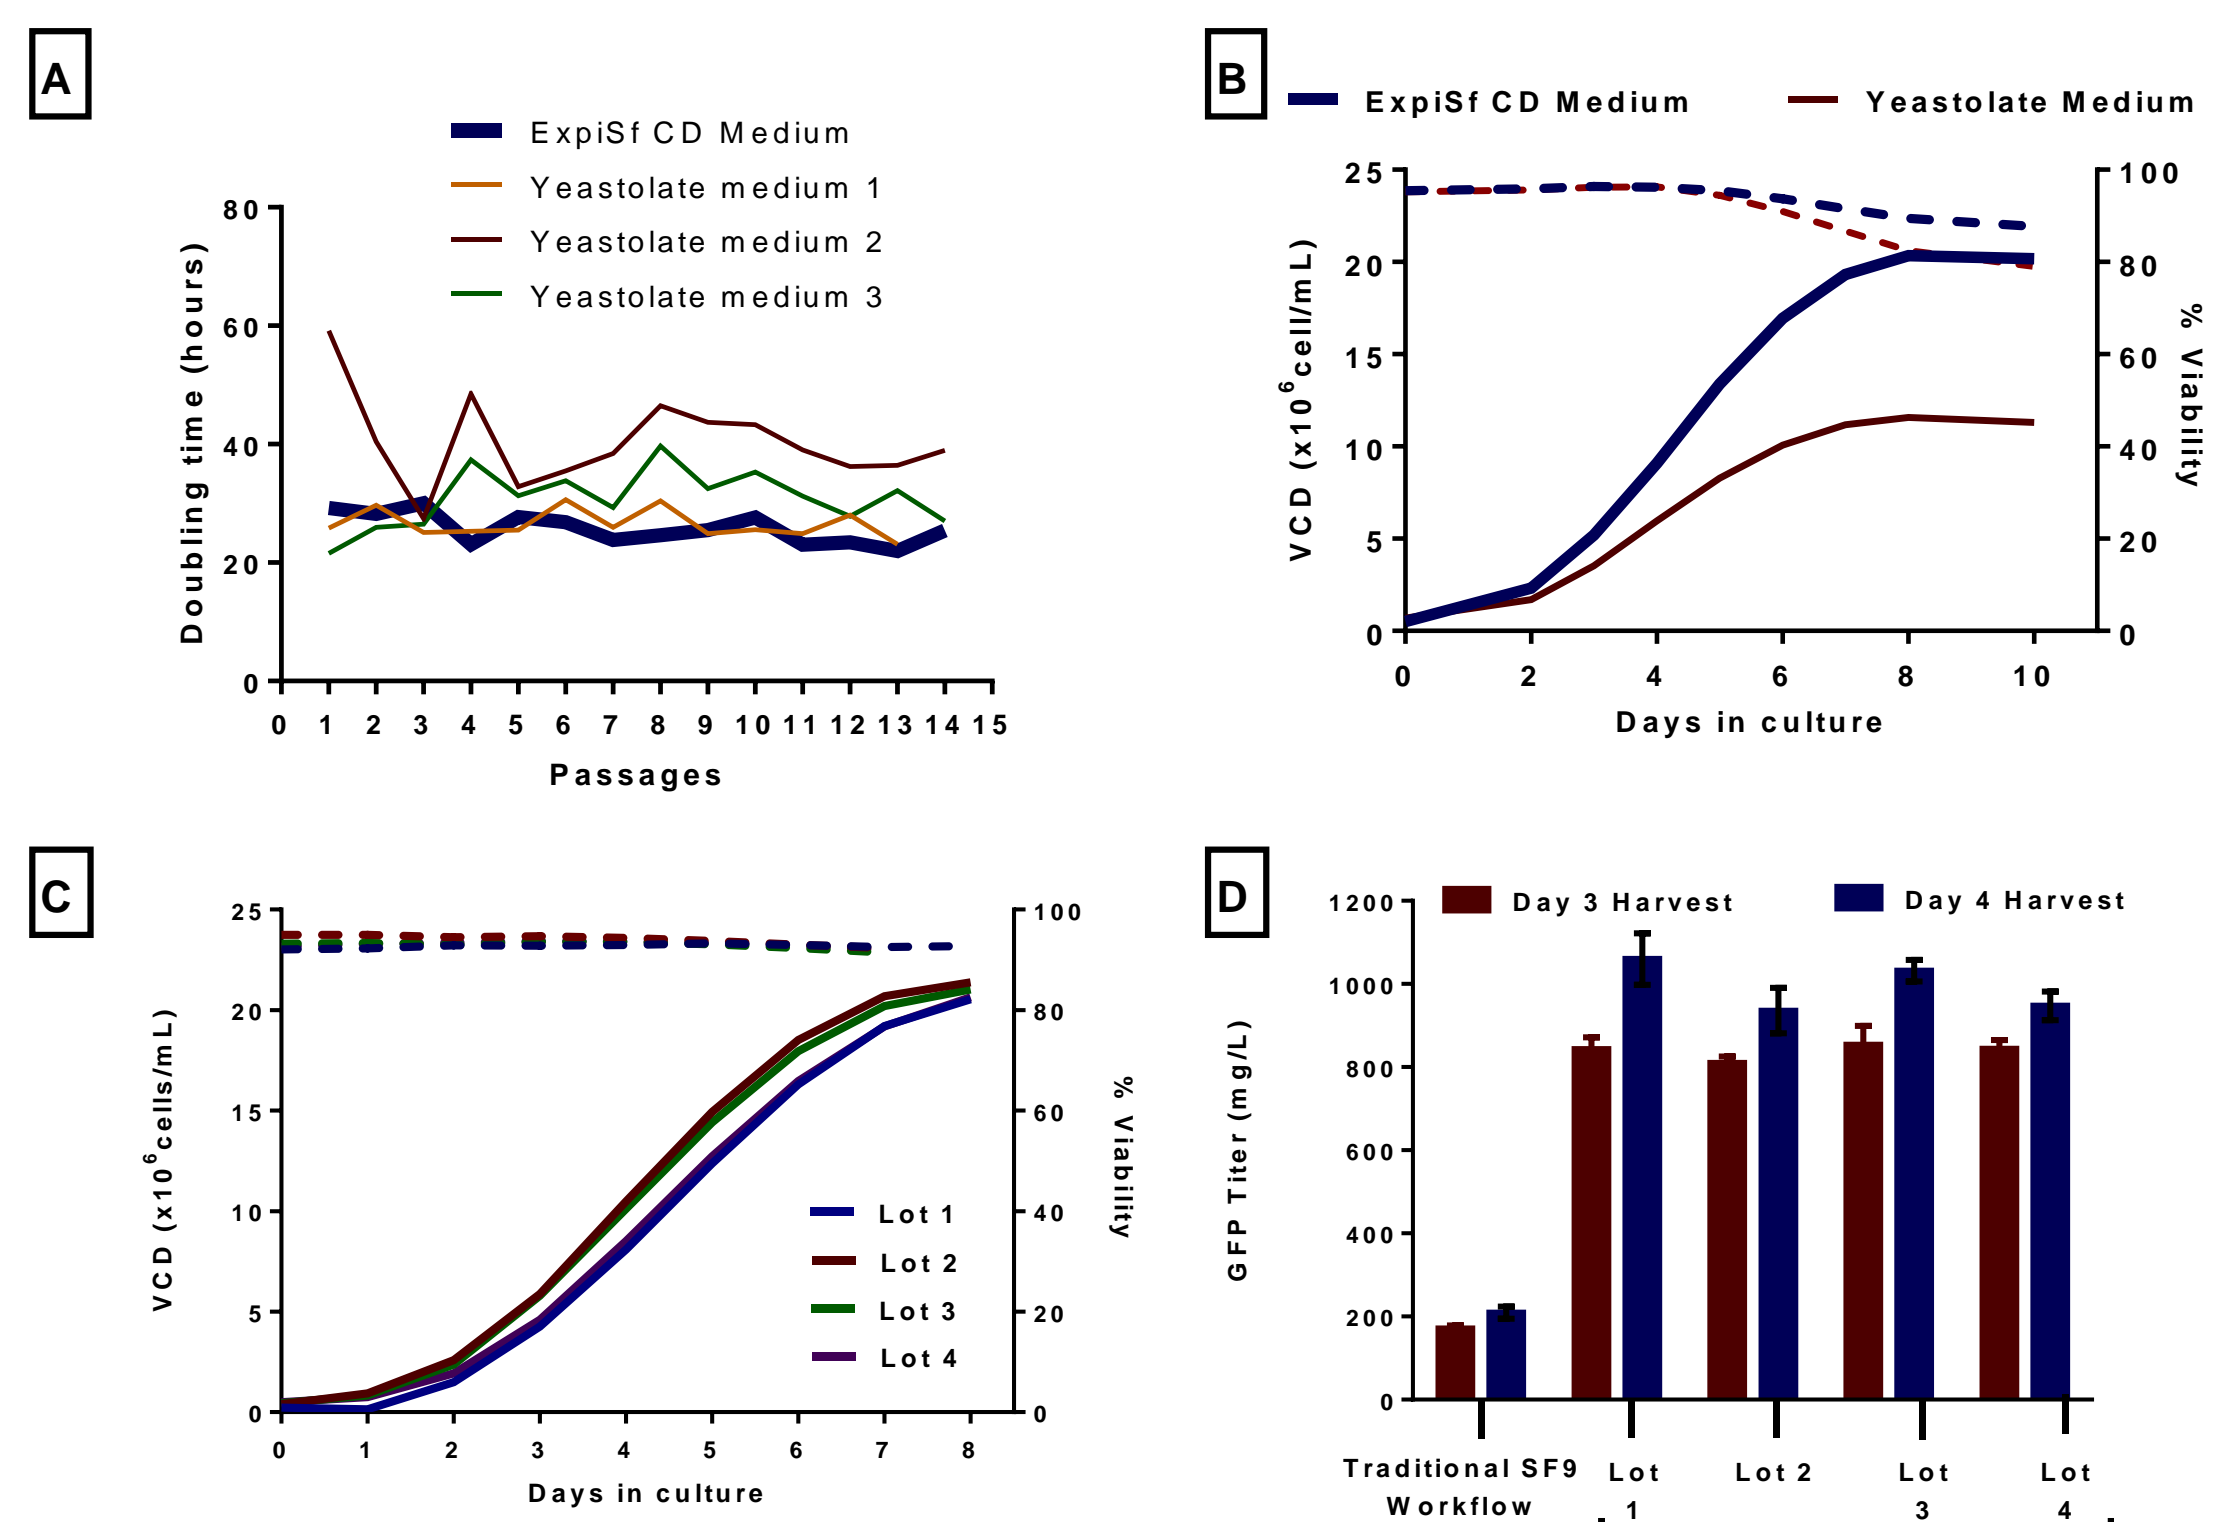 A
ExpiSf CD Medium
Yeastolate medium 1
Yeastolate medium 2
Yeastolate medium 3
Doubling time (hours)
80
60
40
20
0
0 1 2 3 4 5 6 7 8 9 10 11 12 13 14 15
Passages
B
ExpiSf CD Medium Yeastolate Medium
VCD (x10⁶cell/mL)
25
20
15
10
5
0
100
80
60
40
20
0
% Viability
0 2 4 6 8 10
Days in culture
C
VCD (x10⁶cells/mL)
25
20
15
10
5
0
100
80
60
40
20
0
% Viability
Lot 1
Lot 2
Lot 3
Lot 4
0 1 2 3 4 5 6 7 8
Days in culture
D
Day 3 Harvest Day 4 Harvest
GFP Titer (mg/L)
1200
1000
800
600
400
200
0
Traditional SF9 Workflow
Lot 1
Lot 2
Lot 3
Lot 4